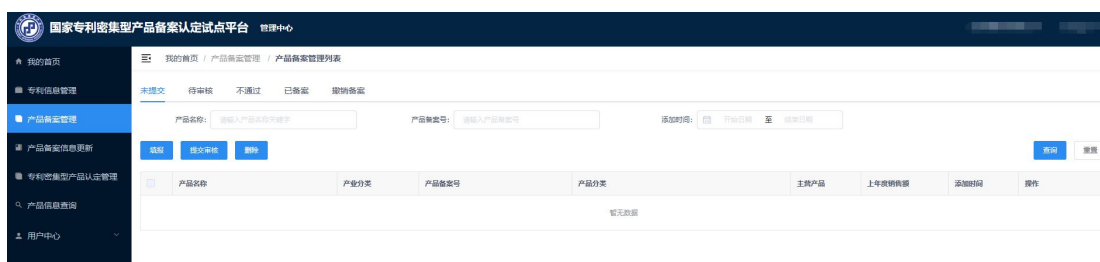 国家专利密集型产品备案认定试点平台 管理中心
我的首页
专利信息管理
产品备案管理
产品备案信息更新
专利密集型产品认定管理
产品信息查询
用户中心
我的首页 / 产品备案管理 / 产品备案管理列表
未提交 待审核 不通过 已备案 撤销备案
产品名称: 请输入产品名称关键字 产品备案号: 请输入产品备案号 添加时间: 开始日期 至 结束日期
填报 提交审核 删除 查询 重置
产品名称 产业分类 产品备案号 产品分类 主营产品 上年度销售额 添加时间 操作
暂无数据